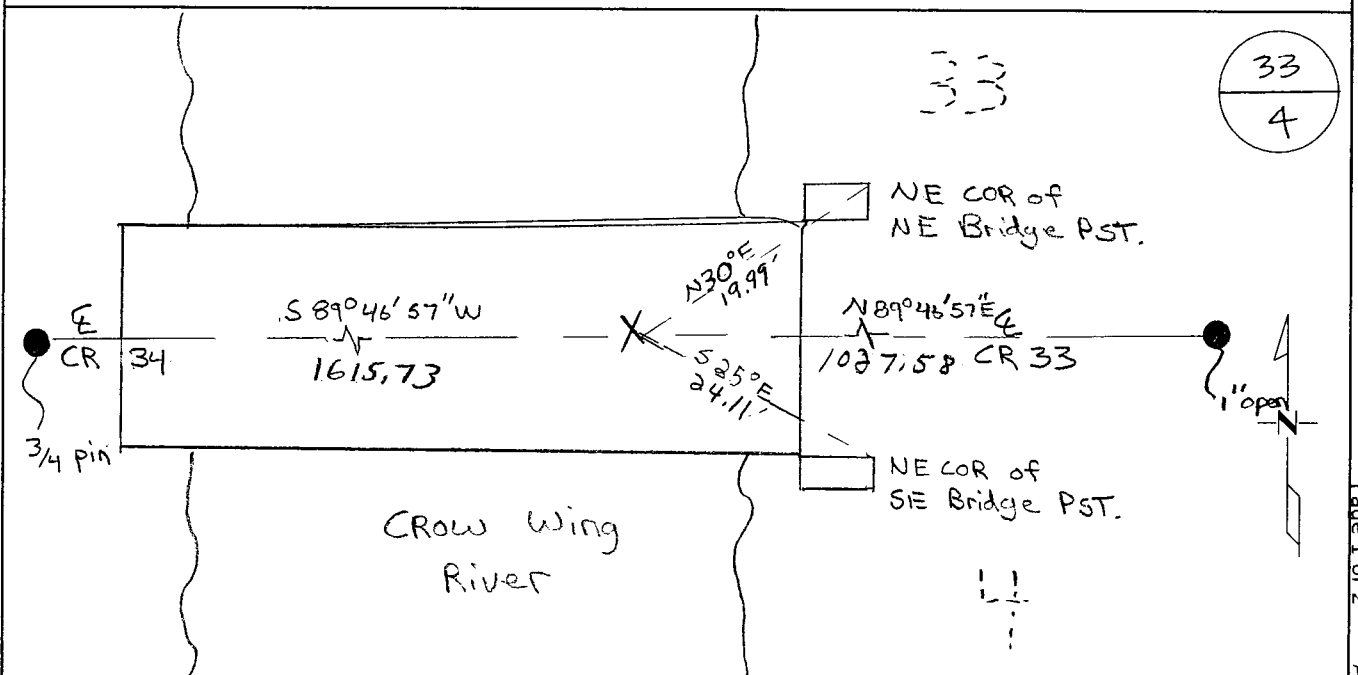 33
33
4
NE COR of
NE Bridge PST.
N30°E
19.99'
S 89°46'57"W
1615.73
N89°46'57"E ℄
1027.58 CR 33
℄
CR 34
S25°E
24.11'
3/4 pin
1"open
N
NE COR of
SE Bridge PST.
CROW Wing
River
4